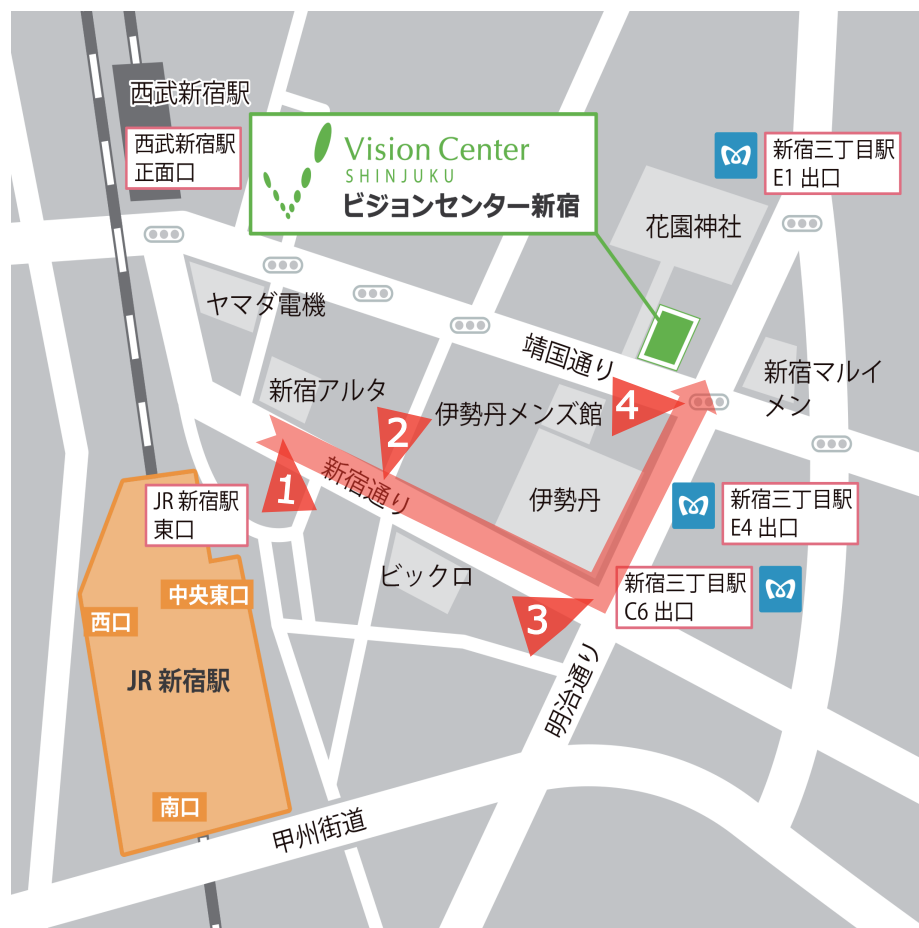 西武新宿駅
西武新宿駅
正面口
Vision Center
SHINJUKU
ビジョンセンター新宿
新宿三丁目駅
E1 出口
花園神社
ヤマダ電機
靖国通り
新宿マルイ
メン
新宿アルタ
伊勢丹メンズ館
4
2
1
新宿通り
伊勢丹
JR 新宿駅
東口
新宿三丁目駅
E4 出口
ビックロ
中央東口
西口
3
新宿三丁目駅
C6 出口
JR 新宿駅
明治通り
南口
甲州街道